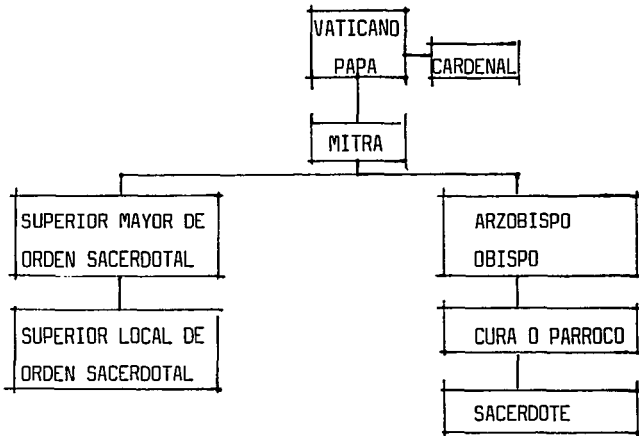 VATICANO
PAPA
CARDENAL
MITRA
SUPERIOR MAYOR DE
ORDEN SACERDOTAL
SUPERIOR LOCAL DE
ORDEN SACERDOTAL
ARZOBISPO
OBISPO
CURA O PARROCO
SACERDOTE